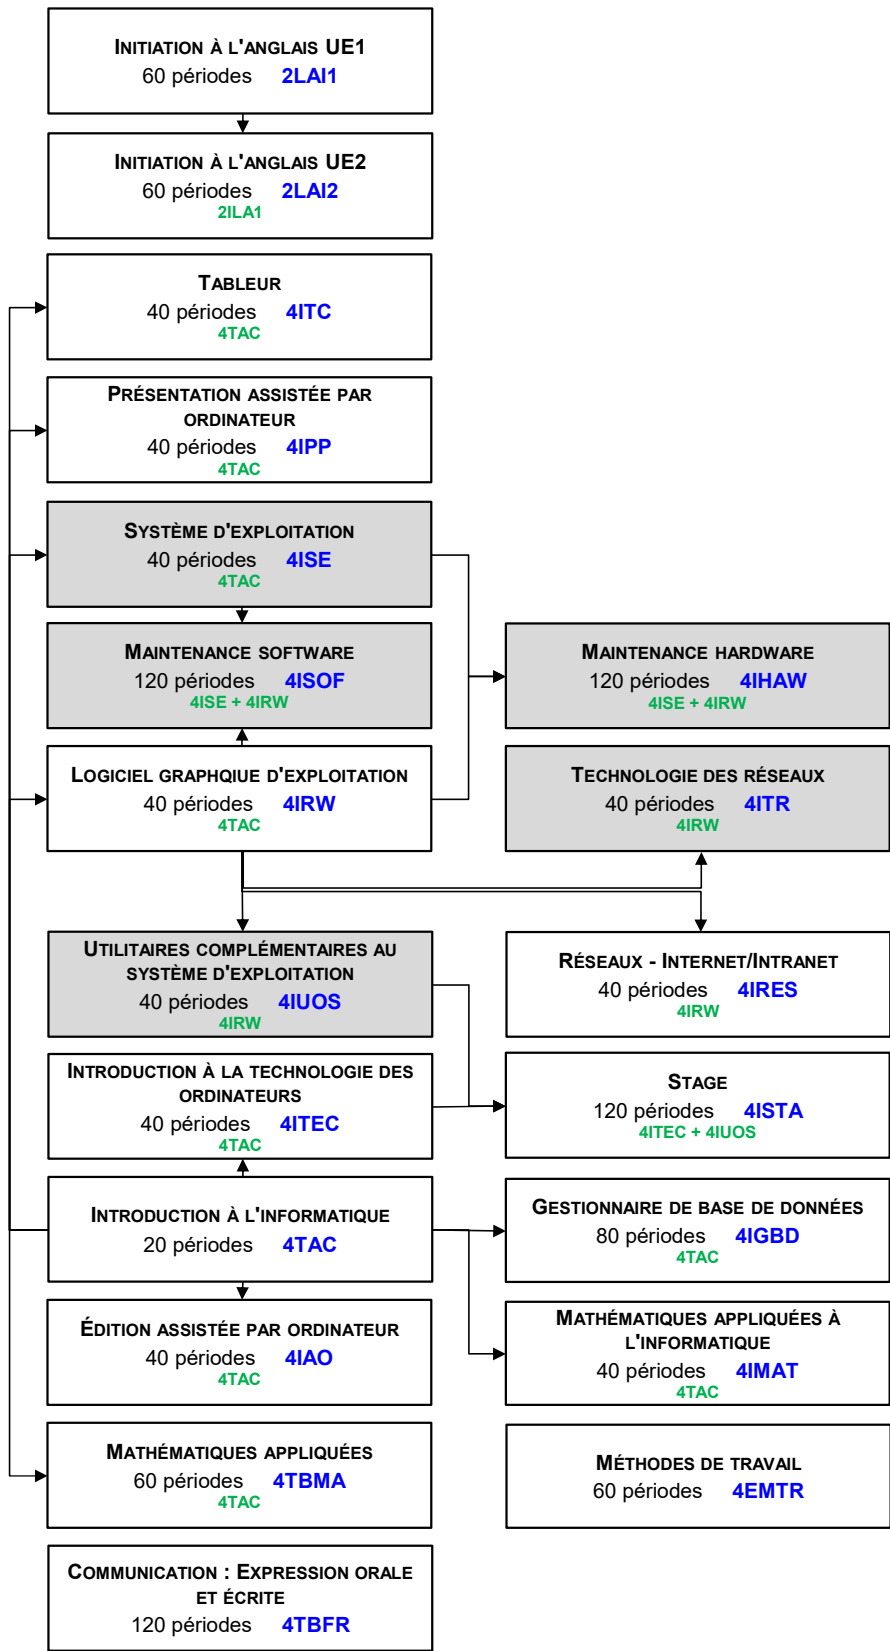 INITIATION À L'ANGLAIS UE1
60 périodes 2LAI1
INITIATION À L'ANGLAIS UE2
60 périodes 2LAI2
2ILA1
TABLEUR
40 périodes 4ITC
4TAC
PRÉSENTATION ASSISTÉE PAR
ORDINATEUR
40 périodes 4IPP
4TAC
SYSTÈME D'EXPLOITATION
40 périodes 4ISE
4TAC
MAINTENANCE SOFTWARE
120 périodes 4ISOF
4ISE + 4IRW
MAINTENANCE HARDWARE
120 périodes 4IHAW
4ISE + 4IRW
LOGICIEL GRAPHQIUE D'EXPLOITATION
40 périodes 4IRW
4TAC
TECHNOLOGIE DES RÉSEAUX
40 périodes 4ITR
4IRW
UTILITAIRES COMPLÉMENTAIRES AU
SYSTÈME D'EXPLOITATION
40 périodes 4IUOS
4IRW
RÉSEAUX - INTERNET/INTRANET
40 périodes 4IRES
4IRW
INTRODUCTION À LA TECHNOLOGIE DES
ORDINATEURS
40 périodes 4ITEC
4TAC
STAGE
120 périodes 4ISTA
4ITEC + 4IUOS
INTRODUCTION À L'INFORMATIQUE
20 périodes 4TAC
GESTIONNAIRE DE BASE DE DONNÉES
80 périodes 4IGBD
4TAC
ÉDITION ASSISTÉE PAR ORDINATEUR
40 périodes 4IAO
4TAC
MATHÉMATIQUES APPLIQUÉES À
L'INFORMATIQUE
40 périodes 4IMAT
4TAC
MATHÉMATIQUES APPLIQUÉES
60 périodes 4TBMA
4TAC
MÉTHODES DE TRAVAIL
60 périodes 4EMTR
COMMUNICATION : EXPRESSION ORALE
ET ÉCRITE
120 périodes 4TBFR